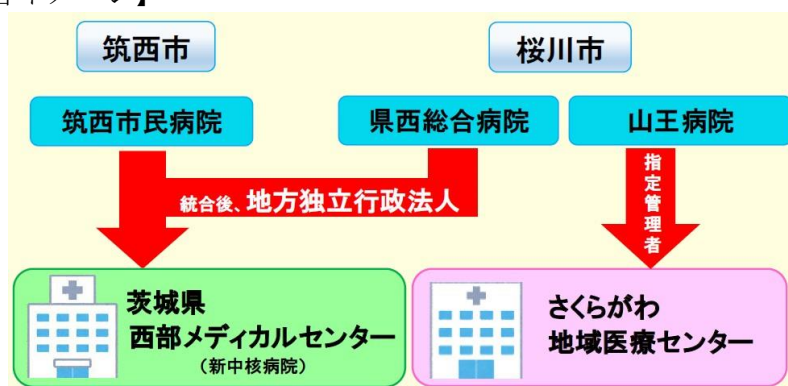 筑西市
桜川市
筑西市民病院
県西総合病院
山王病院
統合後、地方独立行政法人
指定管理者
茨城県
西部メディカルセンター
(新中核病院)
さくらがわ
地域医療センター